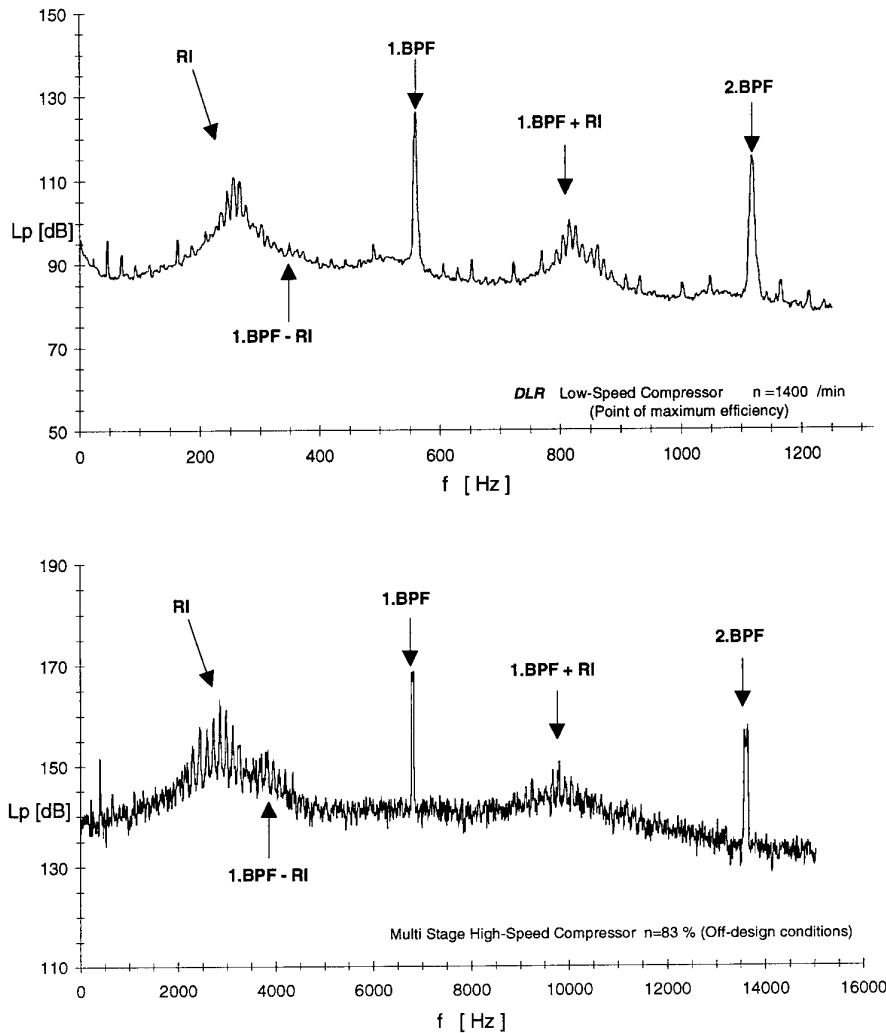 150
130
110
90
70
50
Lp [dB]
RI
1.BPF
1.BPF + RI
2.BPF
1.BPF - RI
DLR Low-Speed Compressor n =1400 /min
(Point of maximum efficiency)
0 200 400 600 800 1000 1200
f [ Hz ]
190
170
150
130
110
Lp [dB]
RI
1.BPF
1.BPF + RI
2.BPF
1.BPF - RI
Multi Stage High-Speed Compressor n=83 % (Off-design conditions)
0 2000 4000 6000 8000 10000 12000 14000 16000
f [ Hz ]